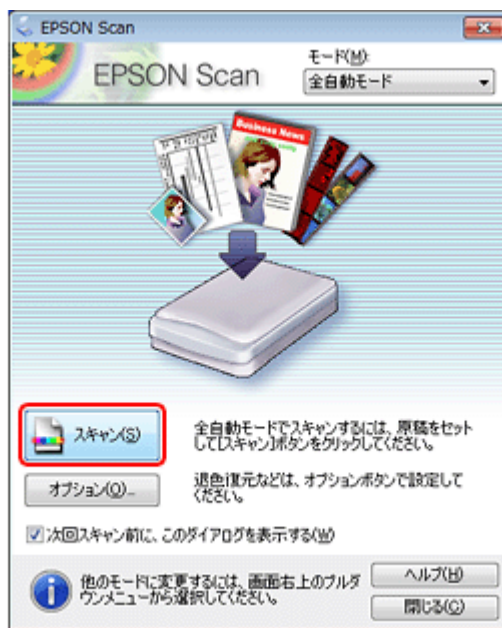 EPSON Scan
EPSON Scan
モード(M):
全自動モード
Business News
スキャン(S)
全自動モードでスキャンするには、原稿をセット
して[スキャン]ボタンをクリックしてください。
オプション(O)...
退色復元などは、オプションボタンで設定して
ください。
次回スキャン前に、このダイアログを表示する(W)
他のモードに変更するには、画面右上のプルダ
ウンメニューから選択してください。
ヘルプ(H)
閉じる(C)